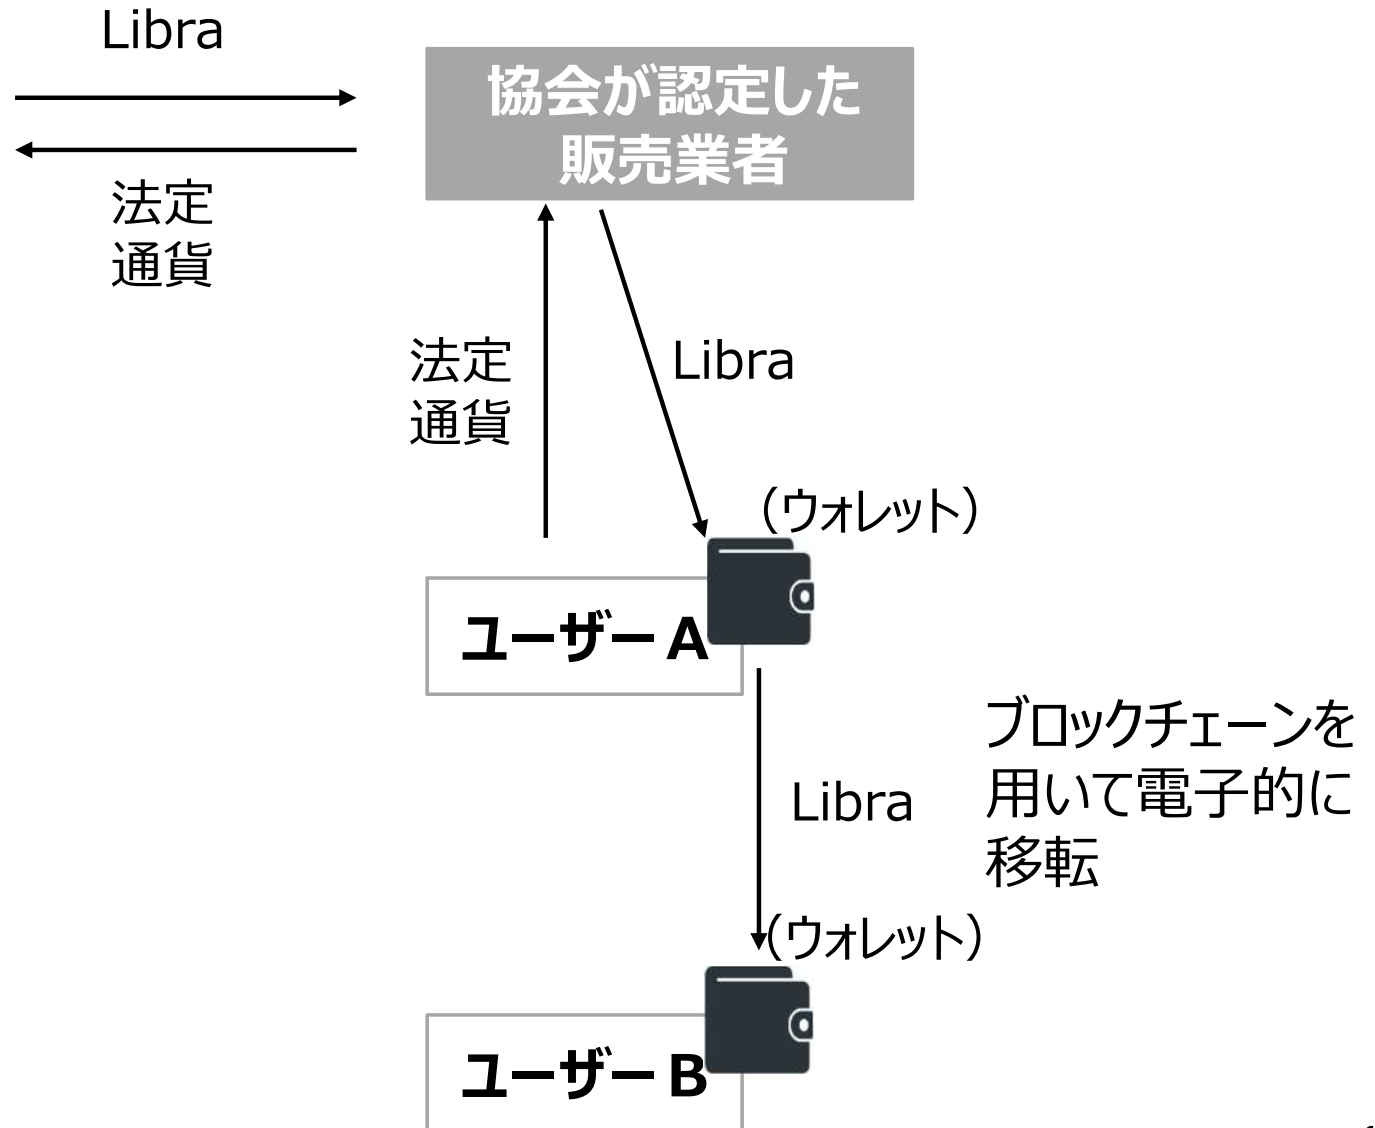 Libra
協会が認定した
販売業者
法定
通貨
法定
通貨
Libra
（ウォレット）
ユーザーA
Libra
ブロックチェーンを
用いて電子的に
移転
（ウォレット）
ユーザーB